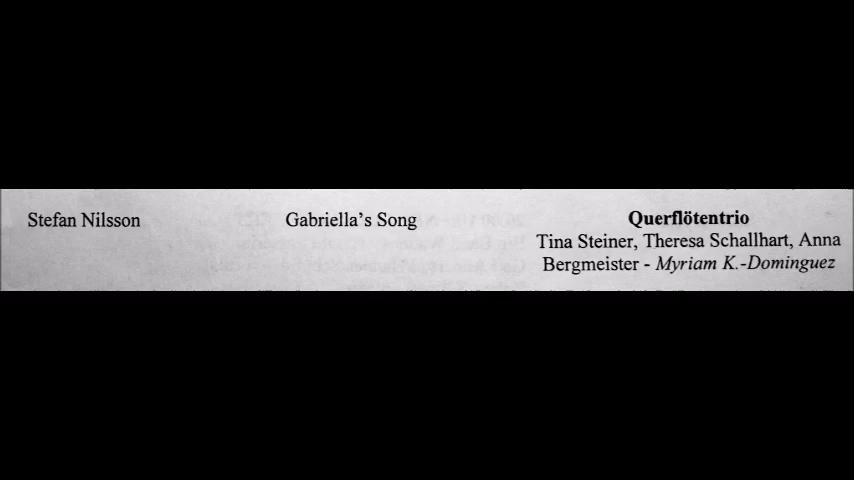 Stefan Nilsson Gabriella's Song Querflötentrio
Tina Steiner, Theresa Schallhart, Anna
Bergmeister - Myriam K.-Dominguez